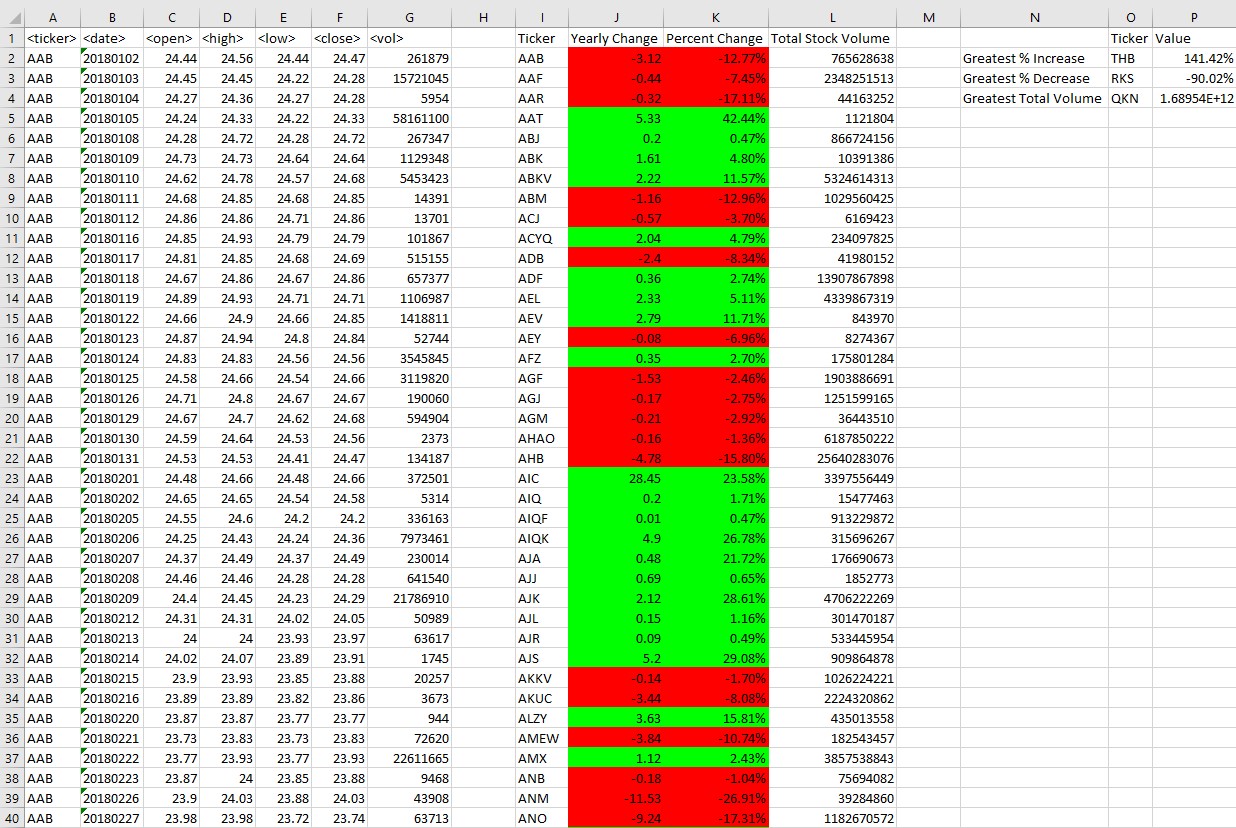 A B C D E F G H I J K L M N O P
1 <ticker> <date> <open> <high> <low> <close> <vol> Ticker Yearly Change Percent Change Total Stock Volume Ticker Value
2 AAB 20180102 24.44 24.56 24.44 24.47 261879 AAB -3.12 -12.77% 765628638 Greatest % Increase THB 141.42%
3 AAB 20180103 24.45 24.45 24.22 24.28 15721045 AAF -0.44 -7.45% 2348251513 Greatest % Decrease RKS -90.02%
4 AAB 20180104 24.27 24.36 24.27 24.28 5954 AAR -0.32 -17.11% 44163252 Greatest Total Volume QKN 1.68954E+12
5 AAB 20180105 24.24 24.33 24.22 24.33 58161100 AAT 5.33 42.44% 1121804
6 AAB 20180108 24.28 24.72 24.28 24.72 267347 ABJ 0.2 0.47% 866724156
7 AAB 20180109 24.73 24.73 24.64 24.64 1129348 ABK 1.61 4.80% 10391386
8 AAB 20180110 24.62 24.78 24.57 24.68 5453423 ABKV 2.22 11.57% 5324614313
9 AAB 20180111 24.68 24.85 24.68 24.85 14391 ABM -1.16 -12.96% 1029560425
10 AAB 20180112 24.86 24.86 24.71 24.86 13701 ACJ -0.57 -3.70% 6169423
11 AAB 20180116 24.85 24.93 24.79 24.79 101867 ACYQ 2.04 4.79% 234097825
12 AAB 20180117 24.81 24.85 24.68 24.69 515155 ADB -2.4 -8.34% 41980152
13 AAB 20180118 24.67 24.86 24.67 24.86 657377 ADF 0.36 2.74% 13907867898
14 AAB 20180119 24.89 24.93 24.71 24.71 1106987 AEL 2.33 5.11% 4339867319
15 AAB 20180122 24.66 24.9 24.66 24.85 1418811 AEV 2.79 11.71% 843970
16 AAB 20180123 24.87 24.94 24.8 24.84 52744 AEY -0.08 -6.96% 8274367
17 AAB 20180124 24.83 24.83 24.56 24.56 3545845 AFZ 0.35 2.70% 175801284
18 AAB 20180125 24.58 24.66 24.54 24.66 3119820 AGF -1.53 -2.46% 1903886691
19 AAB 20180126 24.71 24.8 24.67 24.67 190060 AGJ -0.17 -2.75% 1251599165
20 AAB 20180129 24.67 24.7 24.62 24.68 594904 AGM -0.21 -2.92% 36443510
21 AAB 20180130 24.59 24.64 24.53 24.56 2373 AHAO -0.16 -1.36% 6187850222
22 AAB 20180131 24.53 24.53 24.41 24.47 134187 AHB -4.78 -15.80% 25640283076
23 AAB 20180201 24.48 24.66 24.48 24.66 372501 AIC 28.45 23.58% 3397556449
24 AAB 20180202 24.65 24.65 24.54 24.58 5314 AIQ 0.2 1.71% 15477463
25 AAB 20180205 24.55 24.6 24.2 24.2 336163 AIQF 0.01 0.47% 913229872
26 AAB 20180206 24.25 24.43 24.24 24.36 7973461 AIQK 4.9 26.78% 315696267
27 AAB 20180207 24.37 24.49 24.37 24.49 230014 AJA 0.48 21.72% 176690673
28 AAB 20180208 24.46 24.46 24.28 24.28 641540 AJJ 0.69 0.65% 1852773
29 AAB 20180209 24.4 24.45 24.23 24.29 21786910 AJK 2.12 28.61% 4706222269
30 AAB 20180212 24.31 24.31 24.02 24.05 50989 AJL 0.15 1.16% 301470187
31 AAB 20180213 24 24 23.93 23.97 63617 AJR 0.09 0.49% 533445954
32 AAB 20180214 24.02 24.07 23.89 23.91 1745 AJS 5.2 29.08% 909864878
33 AAB 20180215 23.9 23.93 23.85 23.88 20257 AKKV -0.14 -1.70% 1026224221
34 AAB 20180216 23.89 23.89 23.82 23.86 3673 AKUC -3.44 -8.08% 2224320862
35 AAB 20180220 23.87 23.87 23.77 23.77 944 ALZY 3.63 15.81% 435013558
36 AAB 20180221 23.73 23.83 23.73 23.83 72620 AMEW -3.84 -10.74% 182543457
37 AAB 20180222 23.77 23.93 23.77 23.93 22611665 AMX 1.12 2.43% 3857538843
38 AAB 20180223 23.87 24 23.85 23.88 9468 ANB -0.18 -1.04% 75694082
39 AAB 20180226 23.9 24.03 23.88 24.03 43908 ANM -11.53 -26.91% 39284860
40 AAB 20180227 23.98 23.98 23.72 23.74 63713 ANO -9.24 -17.31% 1182670572